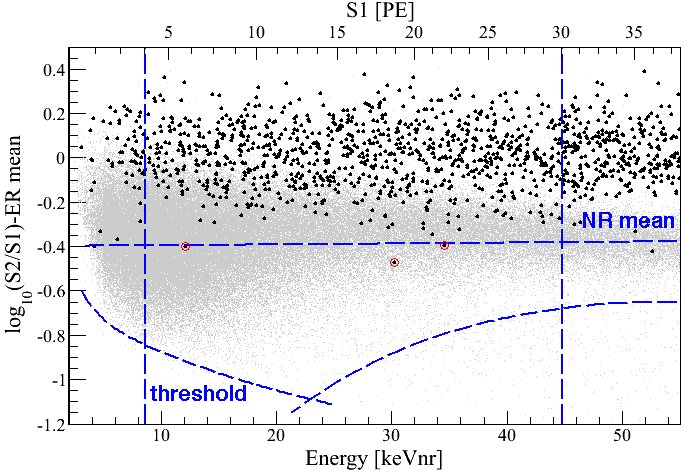 S1 [PE]
5 10 15 20 25 30 35
0.4
0.2
0
-0.2
-0.4
-0.6
-0.8
-1
-1.2
log10(S2/S1)-ER mean
NR mean
threshold
10 20 30 40 50
Energy [keVnr]